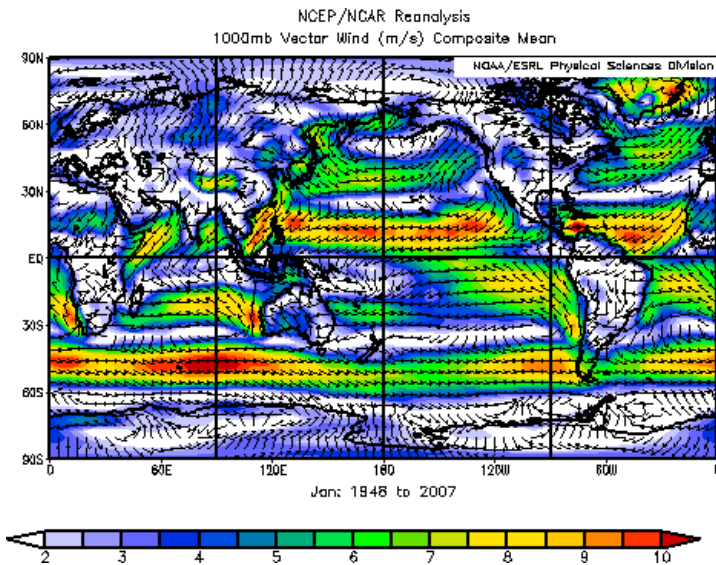 NCEP/NCAR Reanalysis
1000mb Vector Wind (m/s) Composite Mean
NOAA/ESRL Physical Sciences Division
90N
60N
30N
EQ
30S
60S
90S
0 60E 120E 180 120W 60W 0
Jan: 1948 to 2007
2 3 4 5 6 7 8 9 10